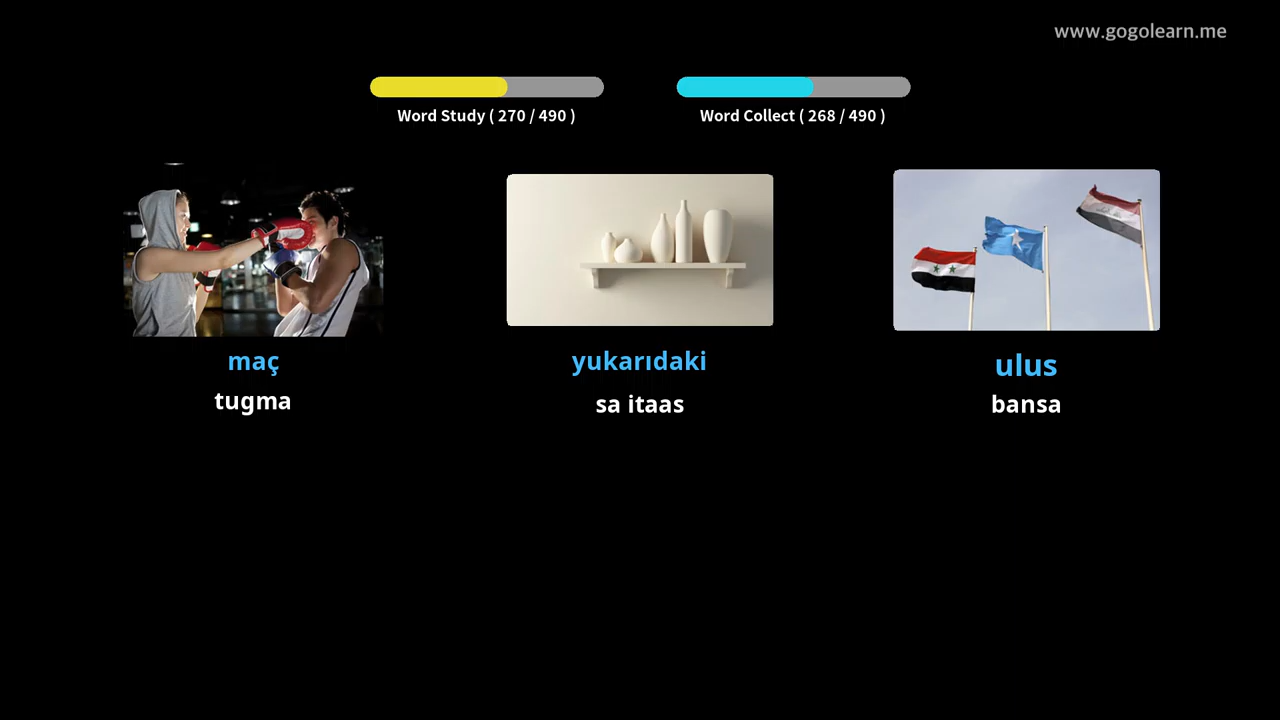 www.gogolearn.me
Word Study ( 270 / 490 )
Word Collect ( 268 / 490 )
maç
yukarıdaki
ulus
tugma
sa itaas
bansa